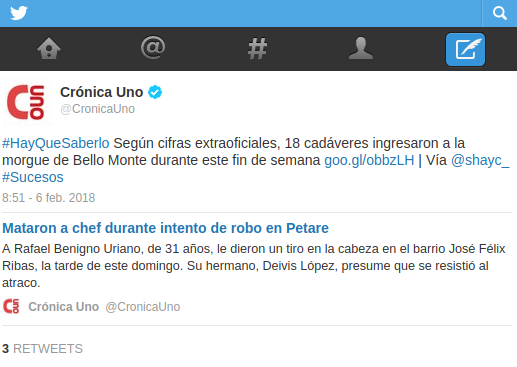 @
#
uno
Crónica Uno
@CronicaUno
#HayQueSaberlo Según cifras extraoficiales, 18 cadáveres ingresaron a la
morgue de Bello Monte durante este fin de semana goo.gl/obbzLH | Vía @shayc_
#Sucesos
8:51 - 6 feb. 2018
Mataron a chef durante intento de robo en Petare
A Rafael Benigno Uriano, de 31 años, le dieron un tiro en la cabeza en el barrio José Félix
Ribas, la tarde de este domingo. Su hermano, Deivis López, presume que se resistió al
atraco.
Crónica Uno @CronicaUno
3 RETWEETS